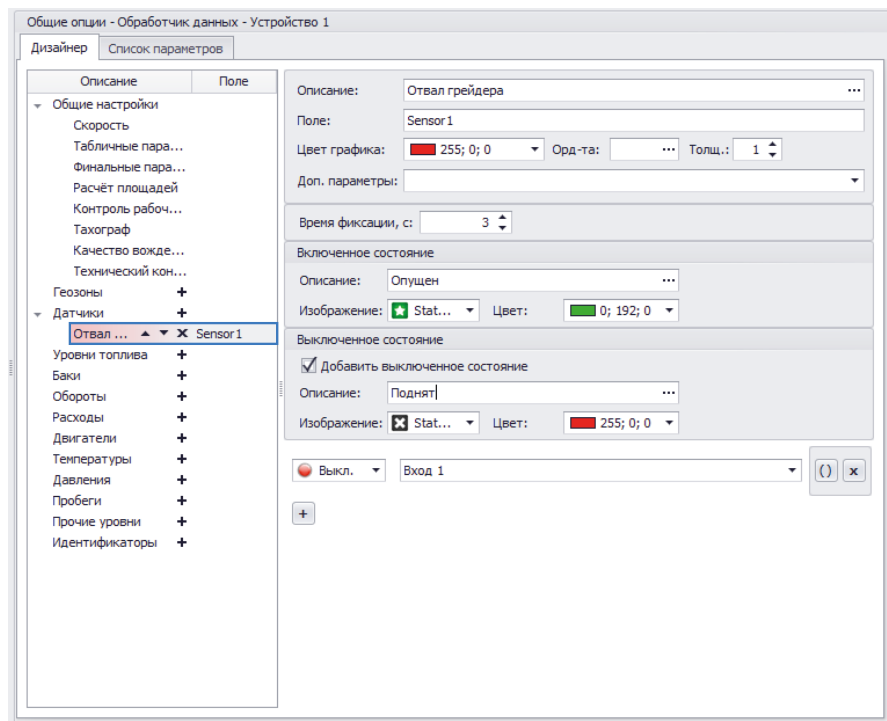 Общие опции - Обработчик данных - Устройство 1
Дизайнер Список параметров
Описание Поле
Общие настройки
Скорость
Табличные пара...
Финальные пара...
Расчёт площадей
Контроль рабоч...
Тахограф
Качество вожде...
Технический кон...
Геозоны +
Датчики +
Отвал ... Sensor1
Уровни топлива +
Баки +
Обороты +
Расходы +
Двигатели +
Температуры +
Давления +
Пробеги +
Прочие уровни +
Идентификаторы +
Описание: Отвал грейдера ...
Поле: Sensor1
Цвет графика: 255; 0; 0 Орд-та: ... Толщ.: 1
Доп. параметры:
Время фиксации, с: 3
Включенное состояние
Описание: Опущен ...
Изображение: Stat... Цвет: 0; 192; 0
Выключенное состояние
Добавить выключенное состояние
Описание: Поднят ...
Изображение: Stat... Цвет: 255; 0; 0
Выкл. Вход 1 () x
+